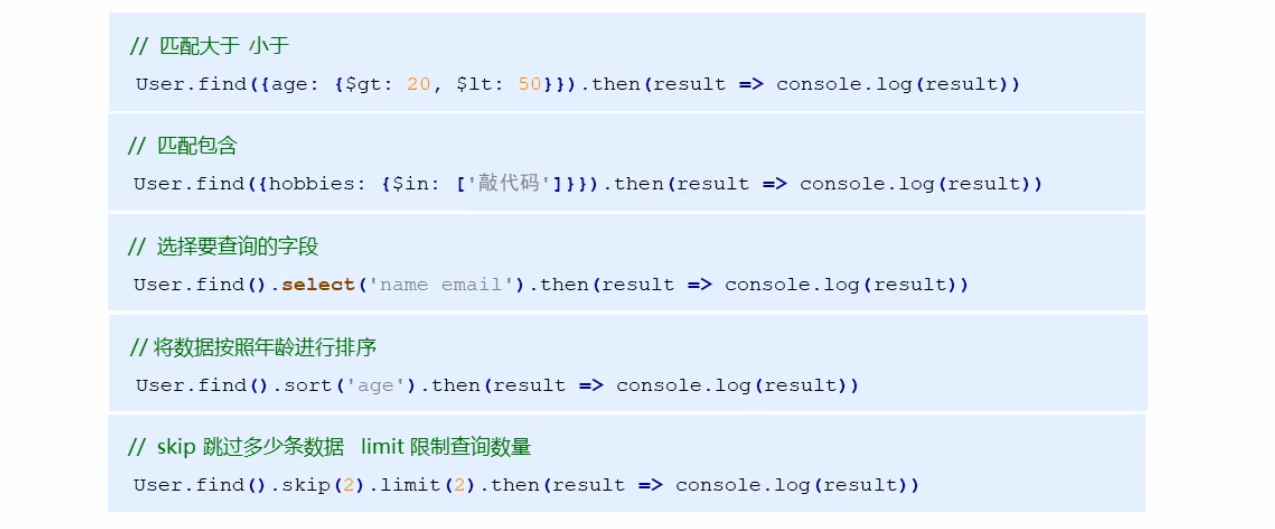 // 匹配大于 小于
User.find({age: {$gt: 20, $lt: 50}}).then(result => console.log(result))
// 匹配包含
User.find({hobbies: {$in: ['敲代码']}}).then(result => console.log(result))
// 选择要查询的字段
User.find().select('name email').then(result => console.log(result))
// 将数据按照年龄进行排序
User.find().sort('age').then(result => console.log(result))
// skip 跳过多少条数据 limit 限制查询数量
User.find().skip(2).limit(2).then(result => console.log(result))